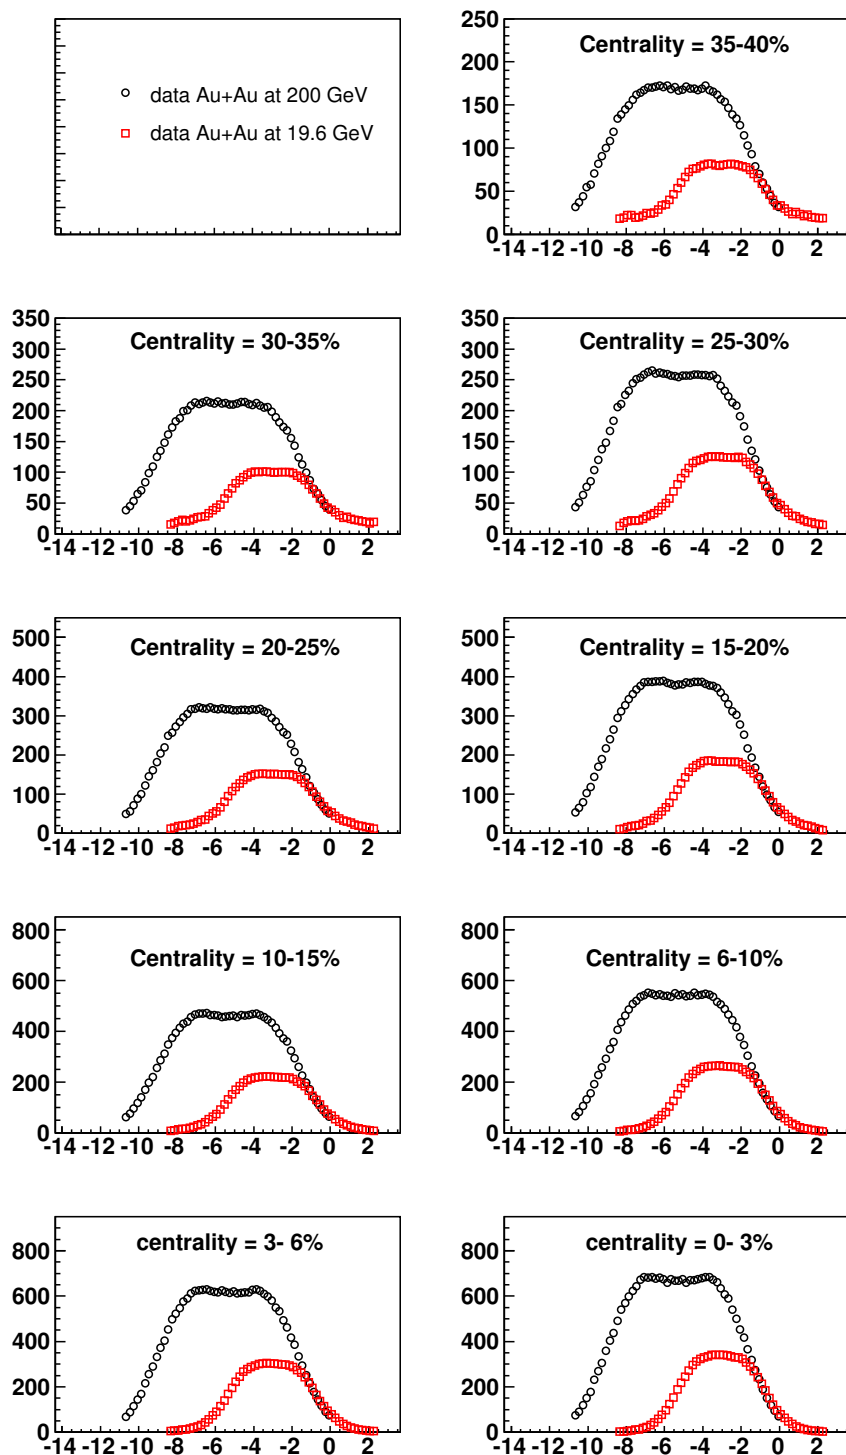 data Au+Au at 200 GeV
data Au+Au at 19.6 GeV
Centrality = 35-40%
250
200
150
100
50
0
-14 -12 -10 -8 -6 -4 -2 0 2
Centrality = 30-35%
350
300
250
200
150
100
50
0
-14 -12 -10 -8 -6 -4 -2 0 2
Centrality = 25-30%
350
300
250
200
150
100
50
0
-14 -12 -10 -8 -6 -4 -2 0 2
Centrality = 20-25%
500
400
300
200
100
0
-14 -12 -10 -8 -6 -4 -2 0 2
Centrality = 15-20%
500
400
300
200
100
0
-14 -12 -10 -8 -6 -4 -2 0 2
Centrality = 10-15%
800
600
400
200
0
-14 -12 -10 -8 -6 -4 -2 0 2
Centrality = 6-10%
800
600
400
200
0
-14 -12 -10 -8 -6 -4 -2 0 2
centrality = 3- 6%
800
600
400
200
0
-14 -12 -10 -8 -6 -4 -2 0 2
centrality = 0- 3%
800
600
400
200
0
-14 -12 -10 -8 -6 -4 -2 0 2